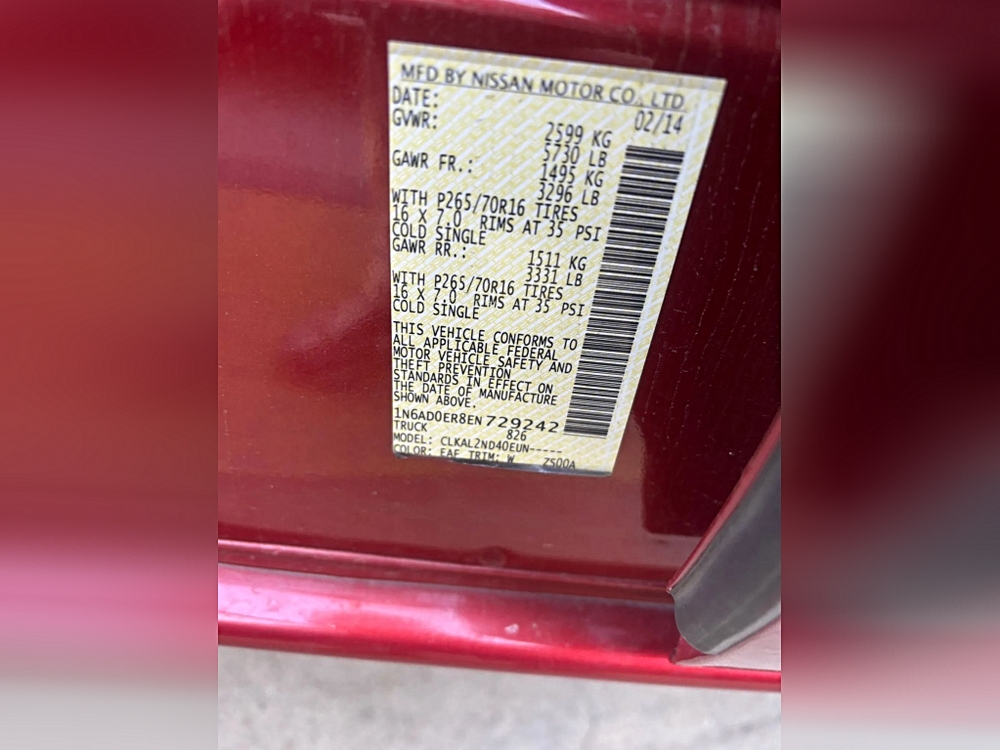 MFD BY NISSAN MOTOR CO., LTD.
DATE: 02/14
GVWR: 2599 KG
5730 LB
GAWR FR.: 1495 KG
3296 LB
WITH P265/70R16 TIRES
16 X 7.0 RIMS AT 35 PSI
COLD SINGLE
GAWR RR.: 1511 KG
3331 LB
WITH P265/70R16 TIRES
16 X 7.0 RIMS AT 35 PSI
COLD SINGLE
THIS VEHICLE CONFORMS TO
ALL APPLICABLE FEDERAL
MOTOR VEHICLE SAFETY AND
THEFT PREVENTION
STANDARDS IN EFFECT ON
THE DATE OF MANUFACTURE
SHOWN ABOVE.
1N6AD0ER8EN729242
TRUCK 826
MODEL: CLKAL2ND40EUN-----
COLOR: EAF TRIM: W ZS00A